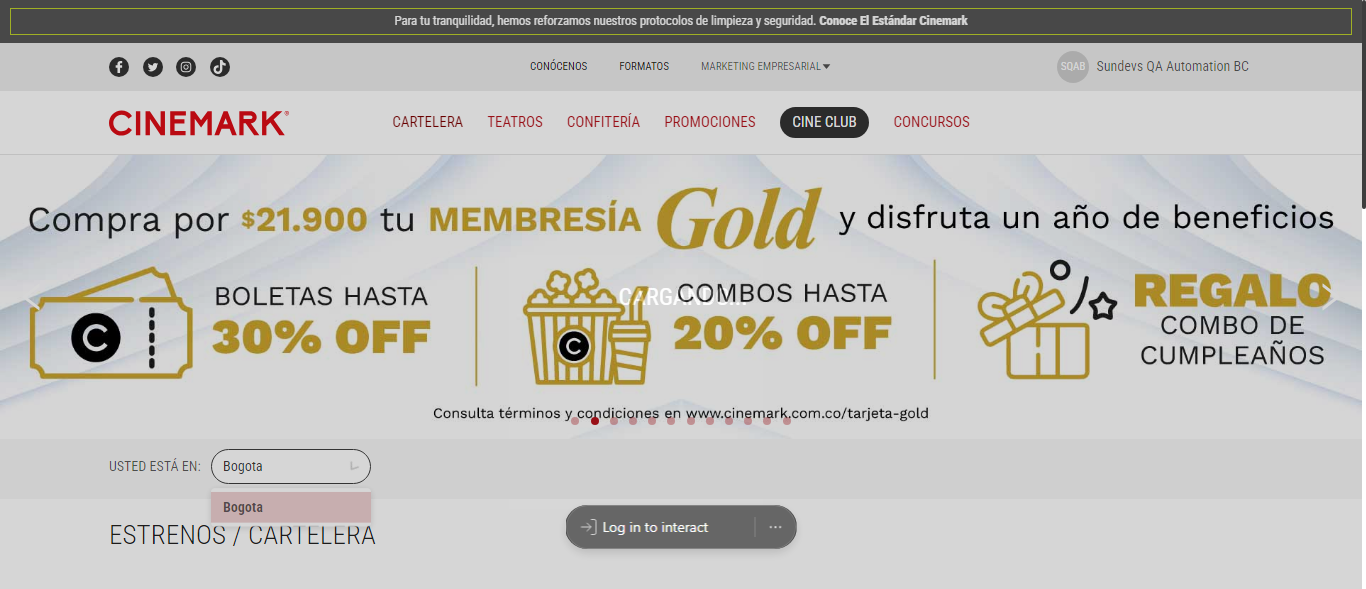 Para tu tranquilidad, hemos reforzamos nuestros protocolos de limpieza y seguridad. Conoce El Estándar Cinemark
CONÓCENOS FORMATOS MARKETING EMPRESARIAL SQAB Sundevs QA Automation BC
CINEMARK® CARTELERA TEATROS CONFITERÍA PROMOCIONES CINE CLUB CONCURSOS
Compra por $21.900 tu MEMBRESÍA Gold y disfruta un año de beneficios
BOLETAS HASTA
30% OFF
CARGANDO...
COMBOS HASTA
20% OFF
REGALO
COMBO DE
CUMPLEAÑOS
Consulta términos y condiciones en www.cinemark.com.co/tarjeta-gold
USTED ESTÁ EN: Bogota
Bogota
ESTRENOS / CARTELERA
Log in to interact